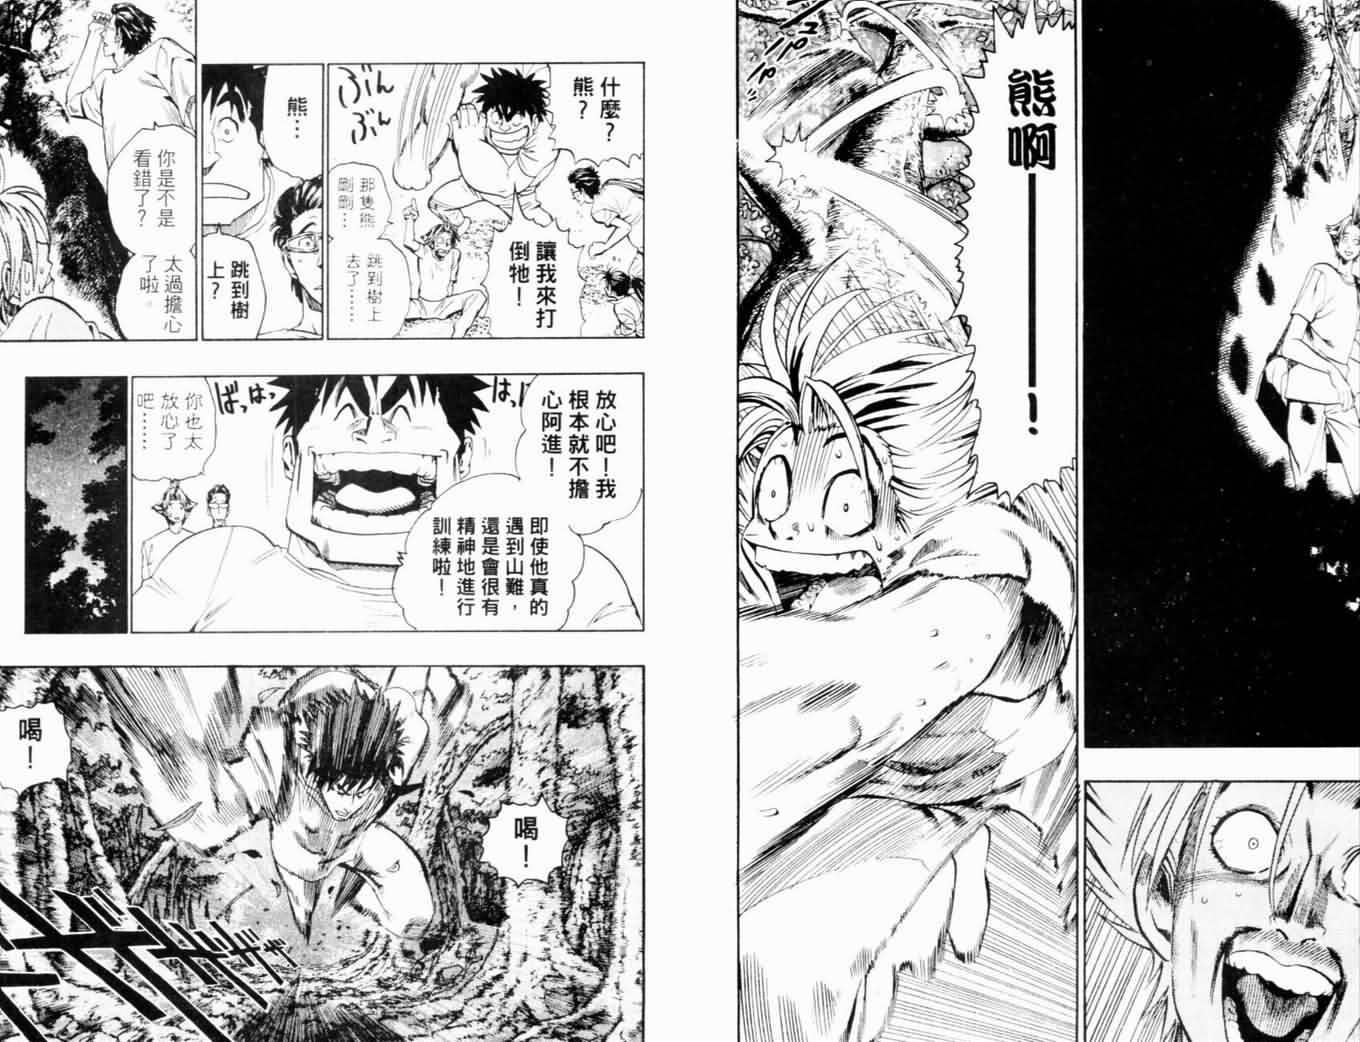 熊啊
——！
什麼？
熊？
讓我來打
倒牠！
ぶん
ぶん
那隻熊
剛剛…
跳到樹上
去了……
熊…
跳到樹
上？
你是不是
看錯了？
太過擔心
了啦。
放心吧！我
根本就不擔
心阿進！
即使他真的
遇到山難，
還是會很有
精神地進行
訓練啦！
ばっはっ
はっ
你也太
放心了
吧……
喝！
喝！
ザザザザ